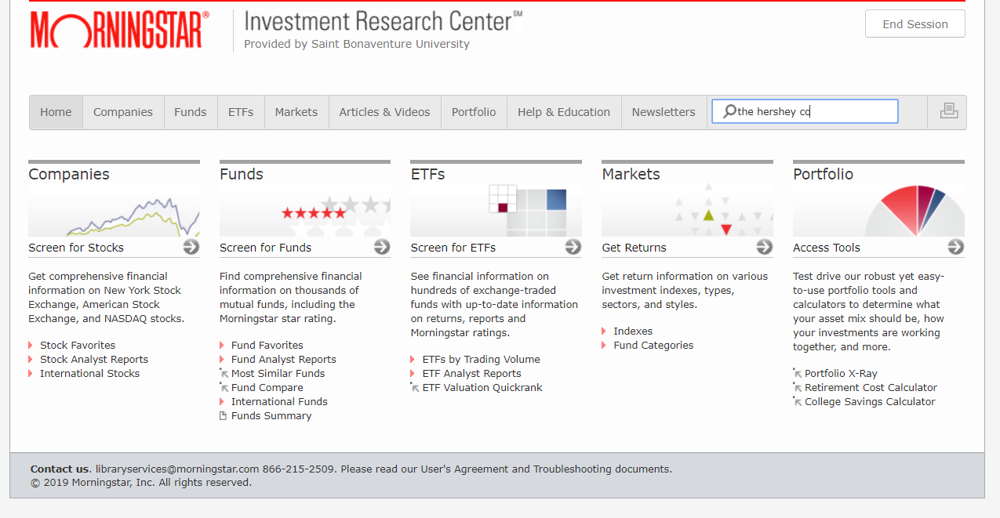 MORNINGSTAR®
Investment Research Center℠
Provided by Saint Bonaventure University
End Session
Home
Companies
Funds
ETFs
Markets
Articles & Videos
Portfolio
Help & Education
Newsletters
the hershey co
Companies
Screen for Stocks
Get comprehensive financial
information on New York Stock
Exchange, American Stock
Exchange, and NASDAQ stocks.
Stock Favorites
Stock Analyst Reports
International Stocks
Funds
Screen for Funds
Find comprehensive financial
information on thousands of
mutual funds, including the
Morningstar star rating.
Fund Favorites
Fund Analyst Reports
Most Similar Funds
Fund Compare
International Funds
Funds Summary
ETFs
Screen for ETFs
See financial information on
hundreds of exchange-traded
funds with up-to-date information
on returns, reports and
Morningstar ratings.
ETFs by Trading Volume
ETF Analyst Reports
ETF Valuation Quickrank
Markets
Get Returns
Get return information on various
investment indexes, types,
sectors, and styles.
Indexes
Fund Categories
Portfolio
Access Tools
Test drive our robust yet easy-
to-use portfolio tools and
calculators to determine what
your asset mix should be, how
your investments are working
together, and more.
Portfolio X-Ray
Retirement Cost Calculator
College Savings Calculator
Contact us. libraryservices@morningstar.com 866-215-2509. Please read our User's Agreement and Troubleshooting documents.
© 2019 Morningstar, Inc. All rights reserved.